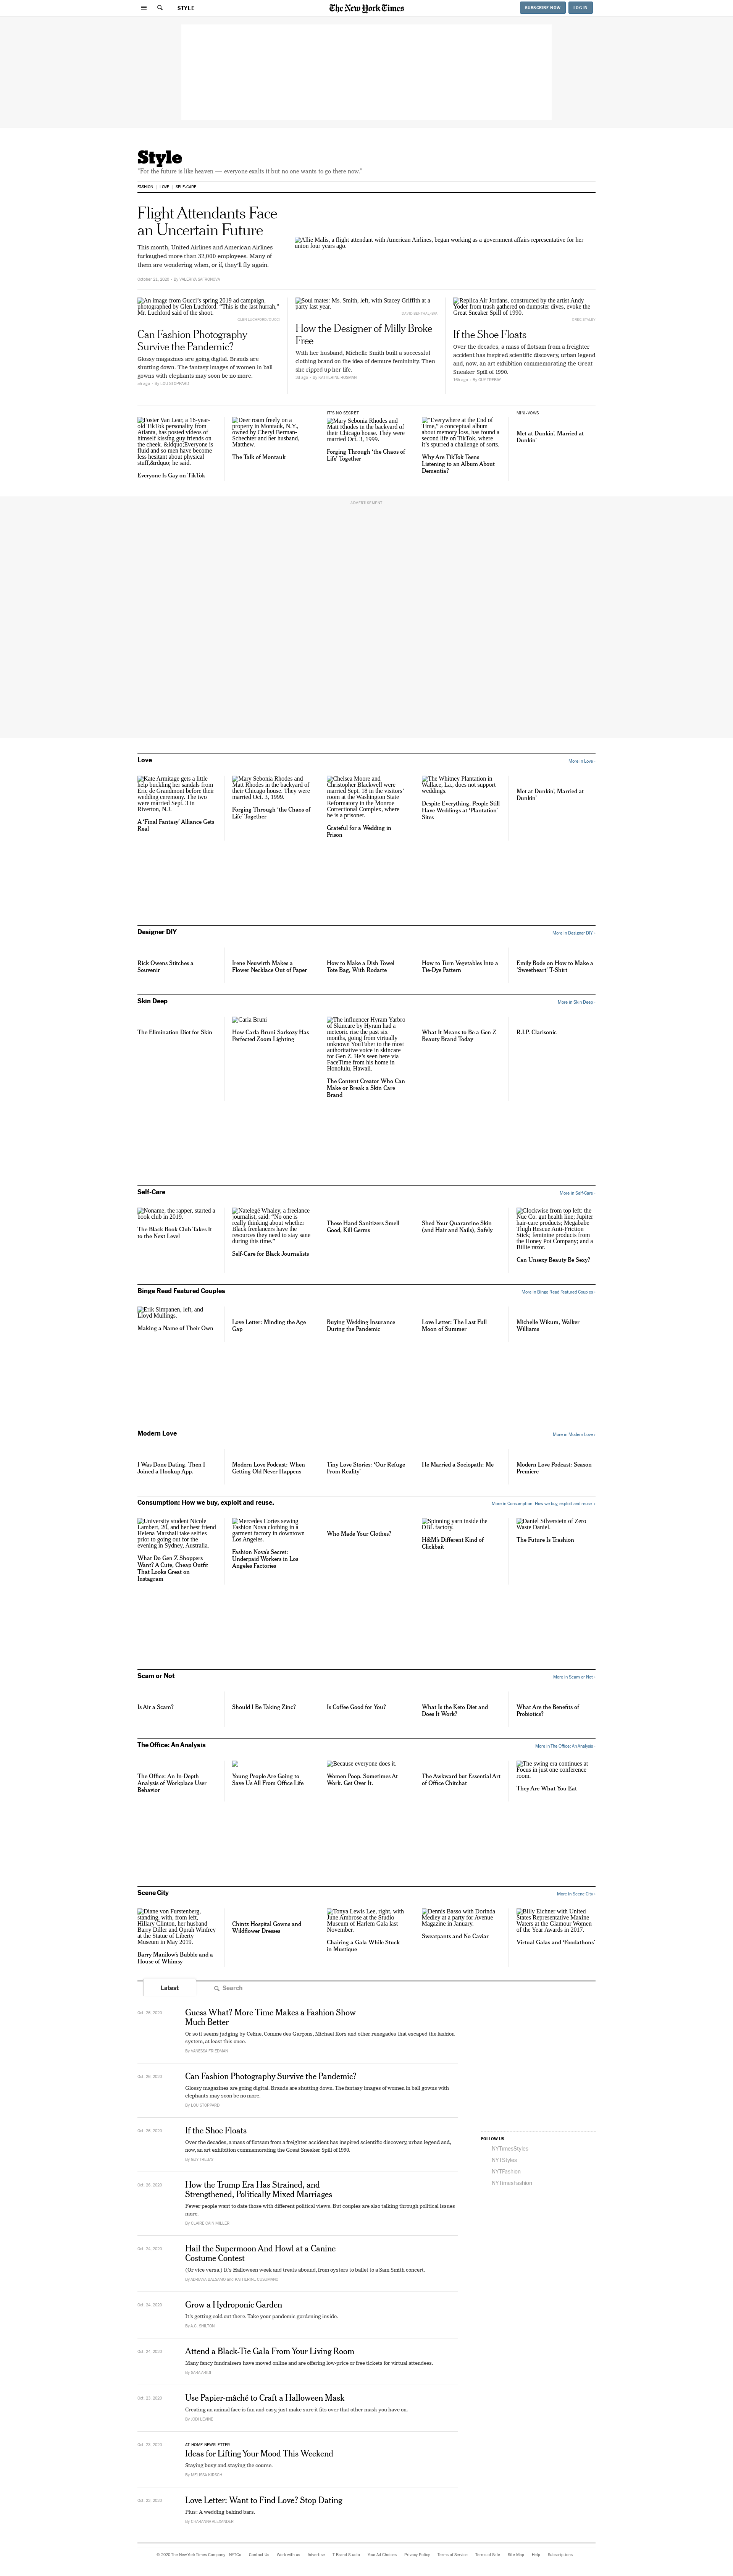 STYLE
The New York Times
SUBSCRIBE NOW
LOG IN
Style
"For the future is like heaven — everyone exalts it but no one wants to go there now."
FASHION
LOVE
SELF-CARE
Flight Attendants Face
an Uncertain Future
This month, United Airlines and American Airlines
furloughed more than 32,000 employees. Many of
them are wondering when, or if, they'll fly again.
Allie Malis, a flight attendant with American Airlines, began working as a government affairs representative for her
union four years ago.
An image from Gucci's spring 2019 ad campaign,
photographed by Glen Luchford. "This is the last hurrah,"
Mr. Luchford said of the shoot.
Can Fashion Photography
Survive the Pandemic?
Glossy magazines are going digital. Brands are
shutting down. The fantasy images of women in ball
gowns with elephants may soon be no more.
5h ago · By LOU STOPPARD
Soul mates: Ms. Smith, left, with Stacey Griffith at a
party last year.
How the Designer of Milly Broke
Free
With her husband, Michelle Smith built a successful
clothing brand on the idea of demure femininity. Then
she ripped her life.
By KATHERINE ROSMAN
Replica Air Jordans, constructed by the artist Andy
Yoder from trash gathered on dumpster dives, evoke the
Great Sneaker Spill of 1990.
If the Shoe Floats
Over the decades, a mass of flotsam from a freighter
accident has inspired scientific discovery, urban legend
and, now, an art exhibition commemorating the Great
Sneaker Spill of 1990.
By GUY TREBAY
Foster Van Lear, a 16-year-
old TikTok personality from
Atlanta, has posted videos of
himself kissing guy friends on
the cheek. &ldquo;Everyone is
fluid and so men have become
less hesitant about physical
stuff,&rdquo; he said.
Everyone Is Gay on TikTok
Deer roam freely on a
property in Montauk, N.Y.,
owned by Cheryl Berman-
Schechter and her husband,
Matthew.
The Talk of Montauk
IT'S NO SECRET
Mary Sebonia Rhodes and
Matt Rhodes in the backyard of
their Chicago house. They were
married Oct. 3, 1999.
Forging Through 'the Chaos of
Life' Together
"'Everywhere at the End of
Time,'" a conceptual album
about memory loss, has found a
second life on TikTok, where
it's spurred a challenge of sorts.
Why Are TikTok Teens
Listening to an Album About
Dementia?
MINI-VOWS
Met at Dunkin', Married at
Dunkin'
ADVERTISEMENT
Love
More in Love ›
Kate Armitage gets a little
help buckling her sandals from
Eric de Grandmont before their
wedding ceremony. The two
were married Sept. 3 in
Riverton, N.J.
A 'Final Fantasy' Alliance Gets
Real
Mary Sebonia Rhodes and
Matt Rhodes in the backyard of
their Chicago house. They were
married Oct. 3, 1999.
Forging Through 'the Chaos of
Life' Together
Chelsea Moore and
Christopher Blackwell were
married Sept. 18 in the visitors'
room at the Washington State
Reformatory in the Monroe
Correctional Complex, where
he is a prisoner.
Grateful for a Wedding in
Prison
The Whitney Plantation in
Wallace, La., does not support
weddings.
Despite Everything, People Still
Have Weddings at 'Plantation'
Sites
Met at Dunkin', Married at
Dunkin'
Designer DIY
More in Designer DIY ›
Rick Owens Stitches a
Souvenir
Irene Neuwirth Makes a
Flower Necklace Out of Paper
How to Make a Dish Towel
Tote Bag, With Rodarte
How to Turn Vegetables Into a
Tie-Dye Pattern
Emily Bode on How to Make a
'Sweetheart' T-Shirt
Skin Deep
More in Skin Deep ›
The Elimination Diet for Skin
Carla Bruni
How Carla Bruni-Sarkozy Has
Perfected Zoom Lighting
The influencer Hyram Yarbro
of Skincare by Hyram had a
meteoric rise the past six
months, going from virtually
unknown YouTuber to the most
authoritative voice in skincare
for Gen Z. He's seen here via
FaceTime from his home in
Honolulu, Hawaii.
The Content Creator Who Can
Make or Break a Skin Care
Brand
What It Means to Be a Gen Z
Beauty Brand Today
R.I.P. Clarisonic
Self-Care
More in Self-Care ›
Noname, the rapper, started a
book club in 2019.
The Black Book Club Takes It
to the Next Level
Natelegé Whaley, a freelance
journalist, said: "No one is
really thinking about whether
Black freelancers have the
resources they need to stay sane
during this time."
Self-Care for Black Journalists
These Hand Sanitizers Smell
Good, Kill Germs
Shed Your Quarantine Skin
(and Hair and Nails), Safely
Clockwise from top left: the
Nue Co. gut health line; Jupiter
hair-care products; Megababe
Thigh Rescue Anti-Friction
Stick; feminine products from
the Honey Pot Company; and a
Billie razor.
Can Unsexy Beauty Be Sexy?
Binge Read Featured Couples
More in Binge Read Featured Couples ›
Erik Simpanen, left, and
Lloyd Mullings.
Making a Name of Their Own
Love Letter: Minding the Age
Gap
Buying Wedding Insurance
During the Pandemic
Love Letter: The Last Full
Moon of Summer
Michelle Wikum, Walker
Williams
Modern Love
More in Modern Love ›
I Was Done Dating. Then I
Joined a Hookup App.
Modern Love Podcast: When
Getting Old Never Happens
Tiny Love Stories: 'Our Refuge
From Reality'
He Married a Sociopath: Me
Modern Love Podcast: Season
Premiere
Consumption: How we buy, exploit and reuse.
More in Consumption: How we buy, exploit and reuse. ›
University student Nicole
Lambert, 20, and her best friend
Helena Marshall take selfies
prior to going out for the
evening in Sydney, Australia.
What Do Gen Z Shoppers
Want? A Cute, Cheap Outfit
That Looks Great on
Instagram
Mercedes Cortes sewing
Fashion Nova clothing in a
garment factory in downtown
Los Angeles.
Fashion Nova's Secret:
Underpaid Workers in Los
Angeles Factories
Who Made Your Clothes?
Spinning yarn inside the
DBL factory.
H&M's Different Kind of
Clickbait
Daniel Silverstein of Zero
Waste Daniel.
The Future Is Trashion
Scam or Not
More in Scam or Not ›
Is Air a Scam?
Should I Be Taking Zinc?
Is Coffee Good for You?
What Is the Keto Diet and
Does It Work?
What Are the Benefits of
Probiotics?
The Office: An Analysis
More in The Office: An Analysis ›
The Office: An In-Depth
Analysis of Workplace User
Behavior
Young People Are Going to
Save Us All From Office Life
Because everyone does it.
Women Poop. Sometimes At
Work. Get Over It.
The Awkward but Essential Art
of Office Chitchat
The swing era continues at
Focus in just one conference
room.
They Are What You Eat
Scene City
More in Scene City ›
Diane von Furstenberg,
standing, with, from left,
Hillary Clinton, her husband
Barry Diller and Oprah Winfrey
at the Statue of Liberty
Museum in May 2019.
Barry Manilow's Bubble and a
House of Whimsy
Chintz Hospital Gowns and
Wildflower Dresses
Tonya Lewis Lee, right, with
June Ambrose at the Studio
Museum of Harlem Gala last
November.
Chairing a Gala While Stuck
in Mustique
Dennis Basso with Dorinda
Medley at a party for Avenue
Magazine in January.
Sweatpants and No Caviar
Billy Eichner with United
States Representative Maxine
Waters at the Glamour Women
of the Year Awards in 2017.
Virtual Galas and 'Foodathons'
Latest
Search
Guess What? More Time Makes a Fashion Show
Much Better
Or so it seems judging by Celine, Comme des Garçons, Michael Kors and other renegades that escaped the fashion
system, at least this once.
By VANESSA FRIEDMAN
Can Fashion Photography Survive the Pandemic?
Glossy magazines are going digital. Brands are shutting down. The fantasy images of women in ball gowns with
elephants may soon be no more.
By LOU STOPPARD
If the Shoe Floats
Over the decades, a mass of flotsam from a freighter accident has inspired scientific discovery, urban legend and,
now, an art exhibition commemorating the Great Sneaker Spill of 1990.
By GUY TREBAY
How the Trump Era Has Strained, and
Strengthened, Politically Mixed Marriages
Fewer people want to date those with different political views. But couples are also talking through political issues
more.
By CLAIRE CAIN MILLER
Hail the Supermoon And Howl at a Canine
Costume Contest
(Or vice versa.) It's Halloween week and treats abound, from oysters to ballet to a Sam Smith concert.
Grow a Hydroponic Garden
It's getting cold out there. Take your pandemic gardening inside.
By A.C. SHILTON
Attend a Black-Tie Gala From Your Living Room
Many fancy fundraisers have moved online and are offering low-price or free tickets for virtual attendees.
Use Papier-mâché to Craft a Halloween Mask
Creating an animal face is fun and easy, just make sure it fits over that other mask you have on.
AT HOME NEWSLETTER
Ideas for Lifting Your Mood This Weekend
Staying busy and staying the course.
By MELISSA KIRSCH
Love Letter: Want to Find Love? Stop Dating
Plus: A wedding behind bars.
By CHARANNA ALEXANDER
FOLLOW US
NYTimesStyles
NYTStyles
NYTFashion
NYTimesFashion
© 2020 The New York Times Company
NYTCo
Contact Us
Work with us
Advertise
T Brand Studio
Your Ad Choices
Privacy Policy
Terms of Service
Terms of Sale
Site Map
Help
Subscriptions